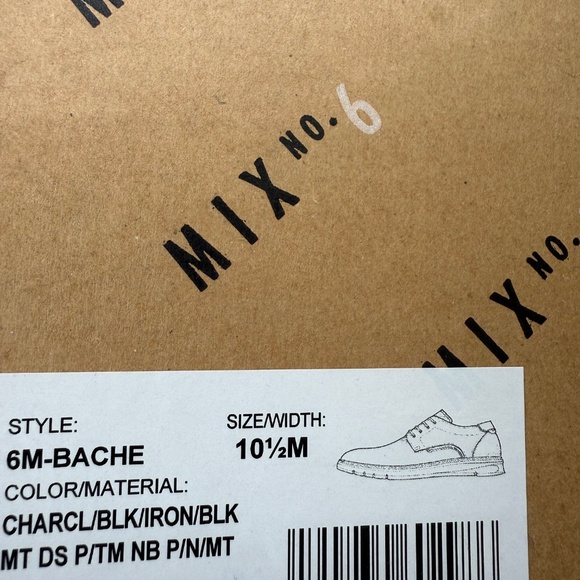 M
MIX NO. 6
MIX NO.
STYLE:
6M-BACHE
SIZE/WIDTH:
10½M
COLOR/MATERIAL:
CHARCL/BLK/IRON/BLK
MT DS P/TM NB P/N/MT